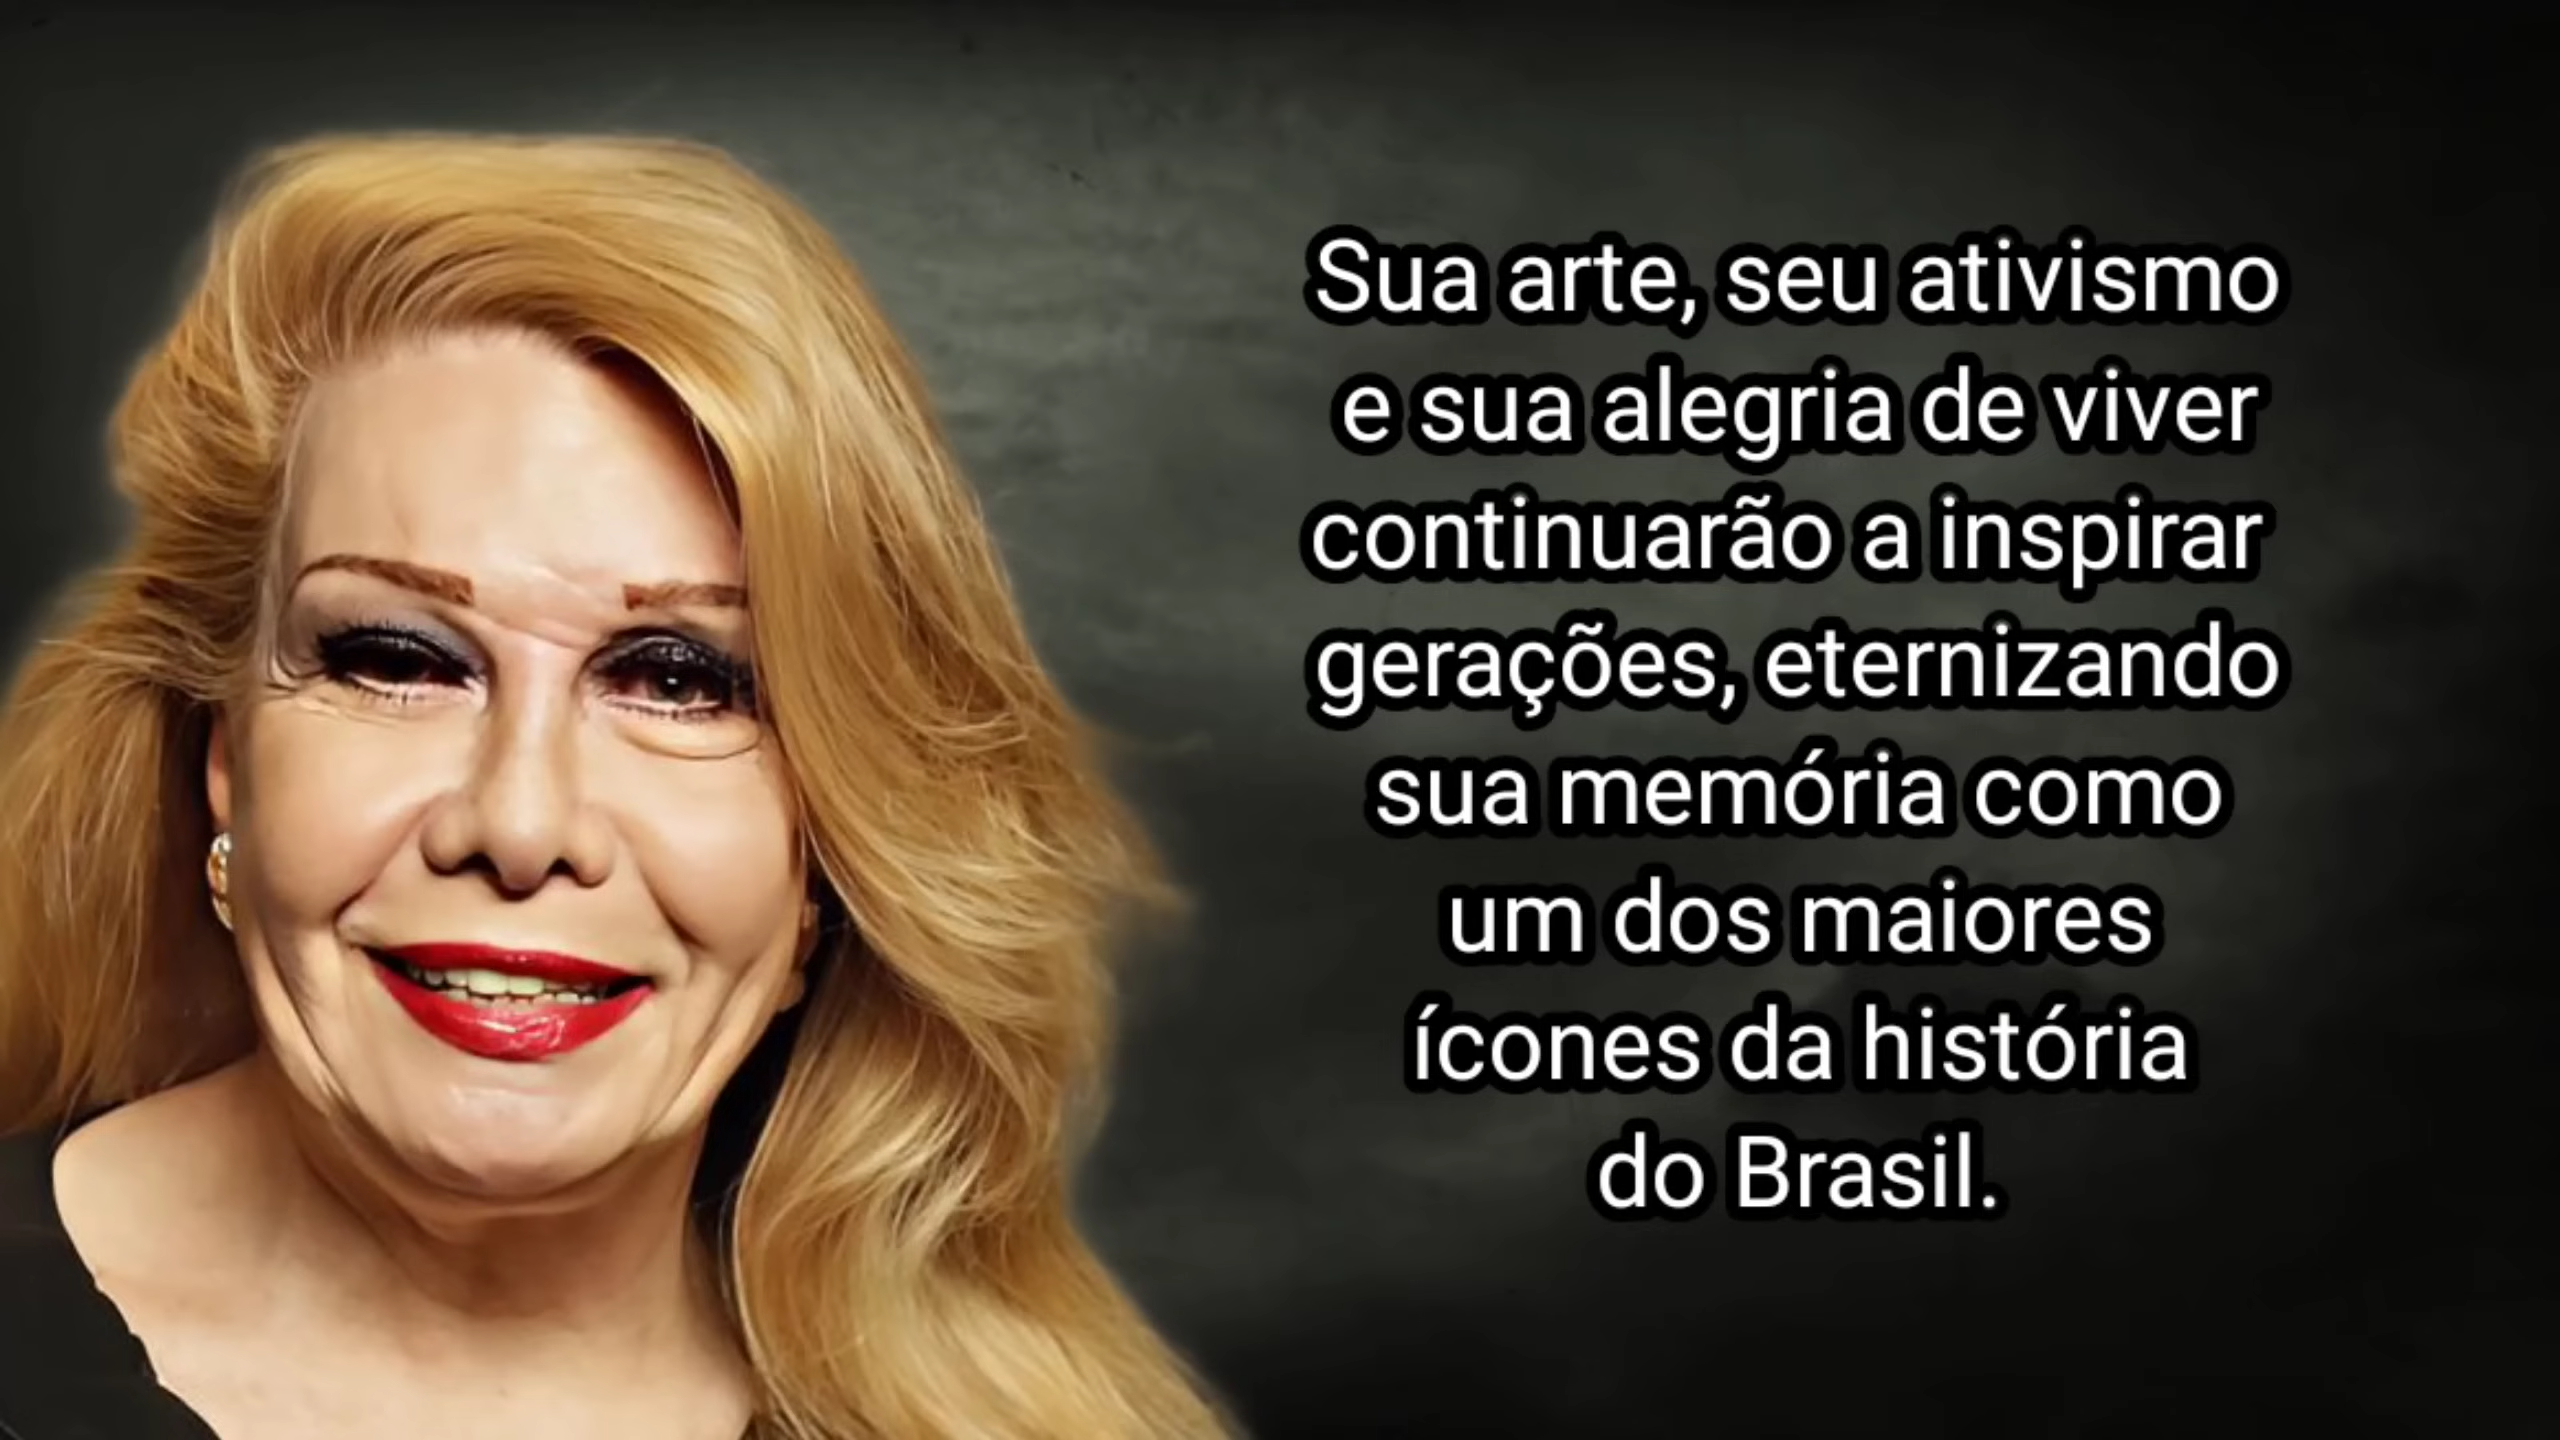 Sua arte, seu ativismo
e sua alegria de viver
continuarão a inspirar
gerações, eternizando
sua memória como
um dos maiores
ícones da história
do Brasil.